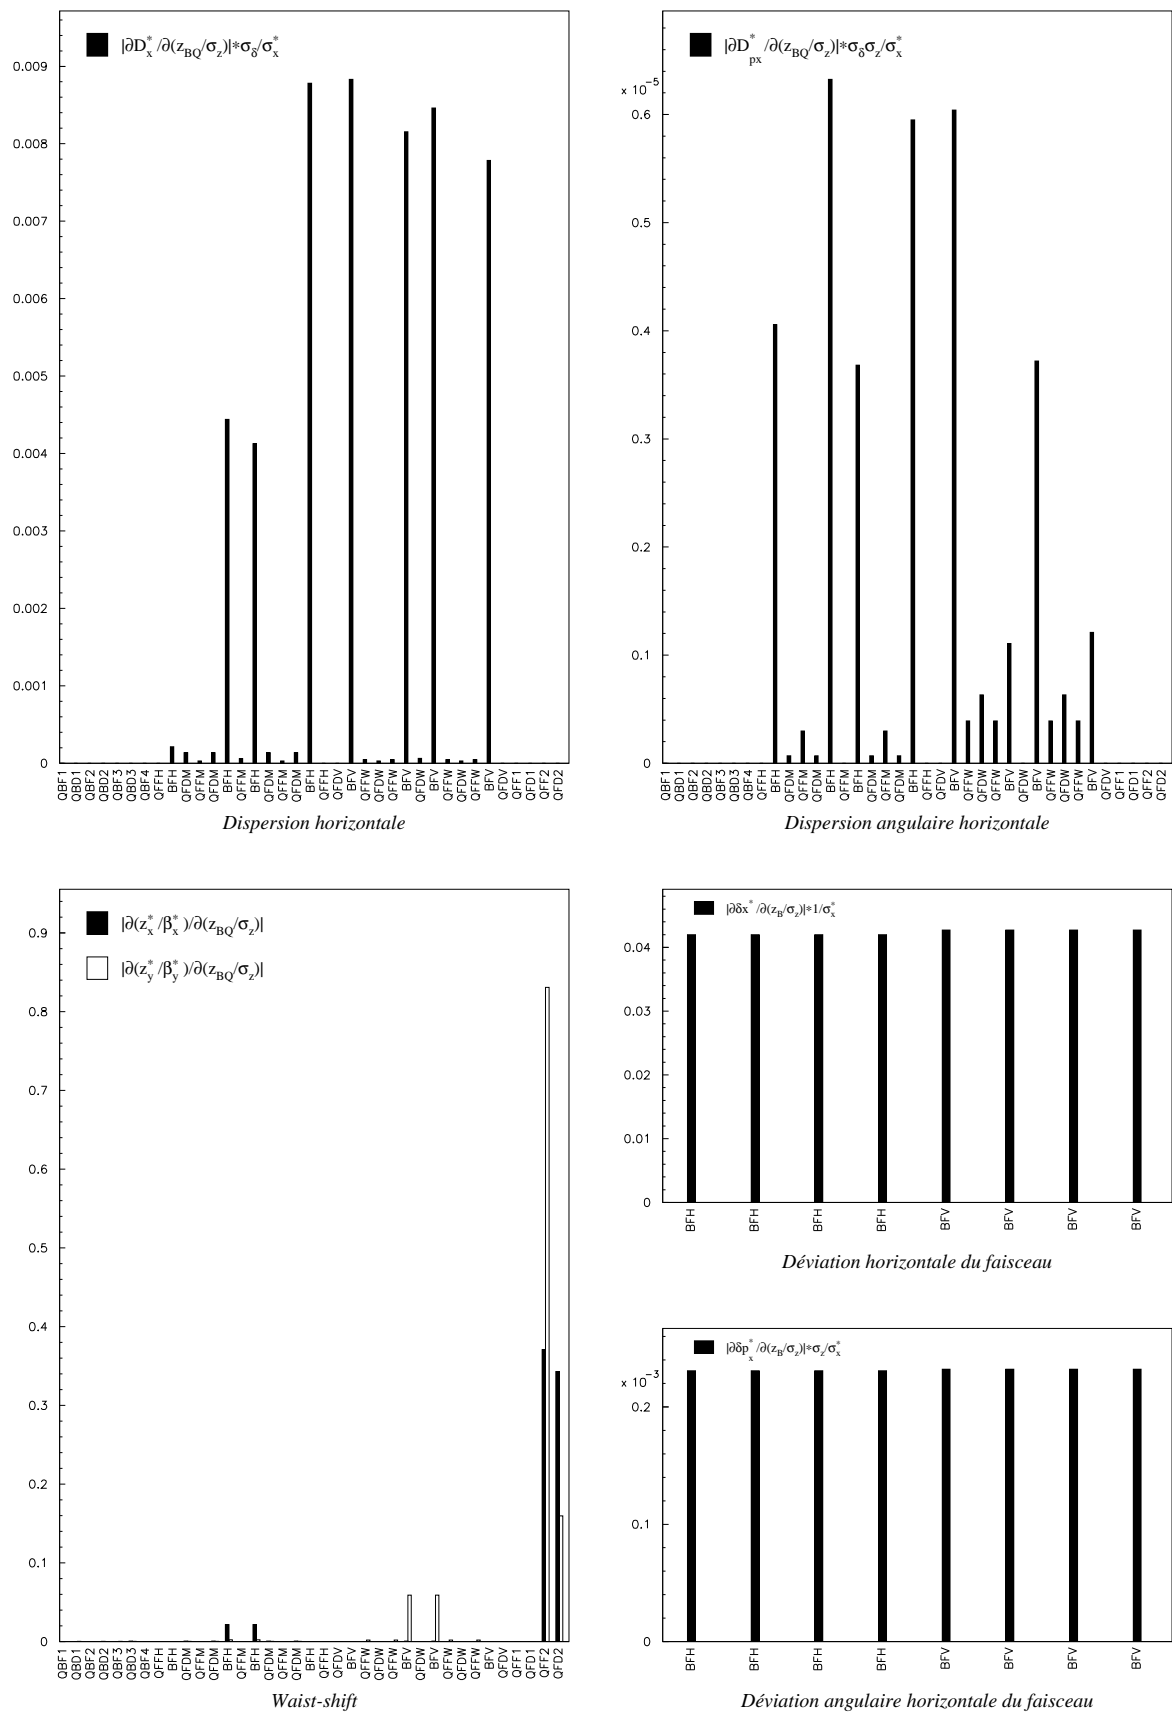 |∂D*x/∂(zBQ/σz)|∗σδ/σ*x
0.009
0.008
0.007
0.006
0.005
0.004
0.003
0.002
0.001
0
QBF1 QBD1 QBF2 QBD2 QBF3 QBD3 QBF4 QFFH BFH QFDM QFFM QFDM BFH QFFM BFH QFDM QFFM QFDM BFH QFFH QFDV BFV QFFW QFDW QFFW BFV QFDW BFV QFFW QFDW QFFW BFV QFDV QFF1 QFD1 QFF2 QFD2
Dispersion horizontale
|∂D*px/∂(zBQ/σz)|∗σδσz/σ*x
x 10-5
0.6
0.5
0.4
0.3
0.2
0.1
0
QBF1 QBD1 QBF2 QBD2 QBF3 QBD3 QBF4 QFFH BFH QFDM QFFM QFDM BFH QFFM BFH QFDM QFFM QFDM BFH QFFH QFDV BFV QFFW QFDW QFFW BFV QFDW BFV QFFW QFDW QFFW BFV QFDV QFF1 QFD1 QFF2 QFD2
Dispersion angulaire horizontale
|∂(z*x/β*x)/∂(zBQ/σz)|
|∂(z*y/β*y)/∂(zBQ/σz)|
0.9
0.8
0.7
0.6
0.5
0.4
0.3
0.2
0.1
0
QBF1 QBD1 QBF2 QBD2 QBF3 QBD3 QBF4 QFFH BFH QFDM QFFM QFDM BFH QFFM BFH QFDM QFFM QFDM BFH QFFH QFDV BFV QFFW QFDW QFFW BFV QFDW BFV QFFW QFDW QFFW BFV QFDV QFF1 QFD1 QFF2 QFD2
Waist-shift
|∂δx*/∂(zB/σz)|∗1/σ*x
0.04
0.03
0.02
0.01
0
BFH BFH BFH BFH BFV BFV BFV BFV
Déviation horizontale du faisceau
|∂δp*x/∂(zB/σz)|∗σz/σ*x
x 10-3
0.2
0.1
0
BFH BFH BFH BFH BFV BFV BFV BFV
Déviation angulaire horizontale du faisceau